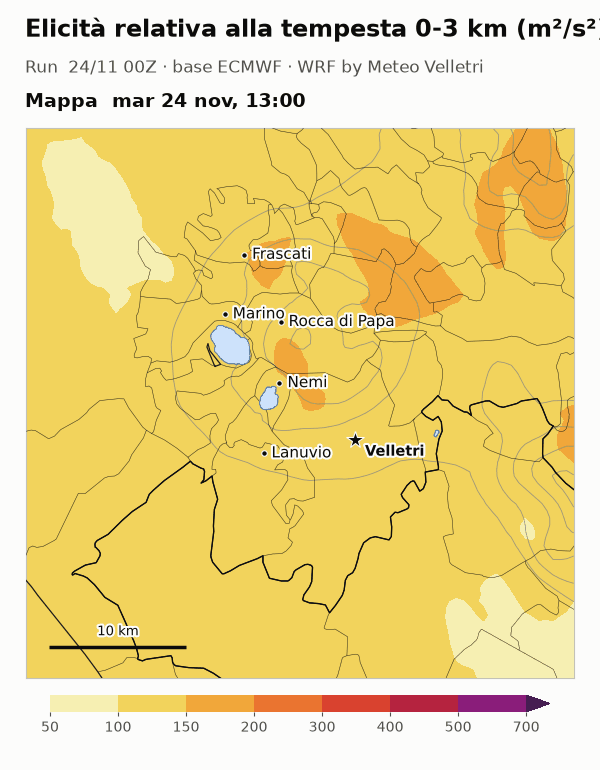 Elicità relativa alla tempesta 0-3 km (m²/s²)
Run 24/11 00Z · base ECMWF · WRF by Meteo Velletri
Mappa mar 24 nov, 13:00
Frascati
Marino
Rocca di Papa
Nemi
Velletri
Lanuvio
10 km
50 100 150 200 300 400 500 700